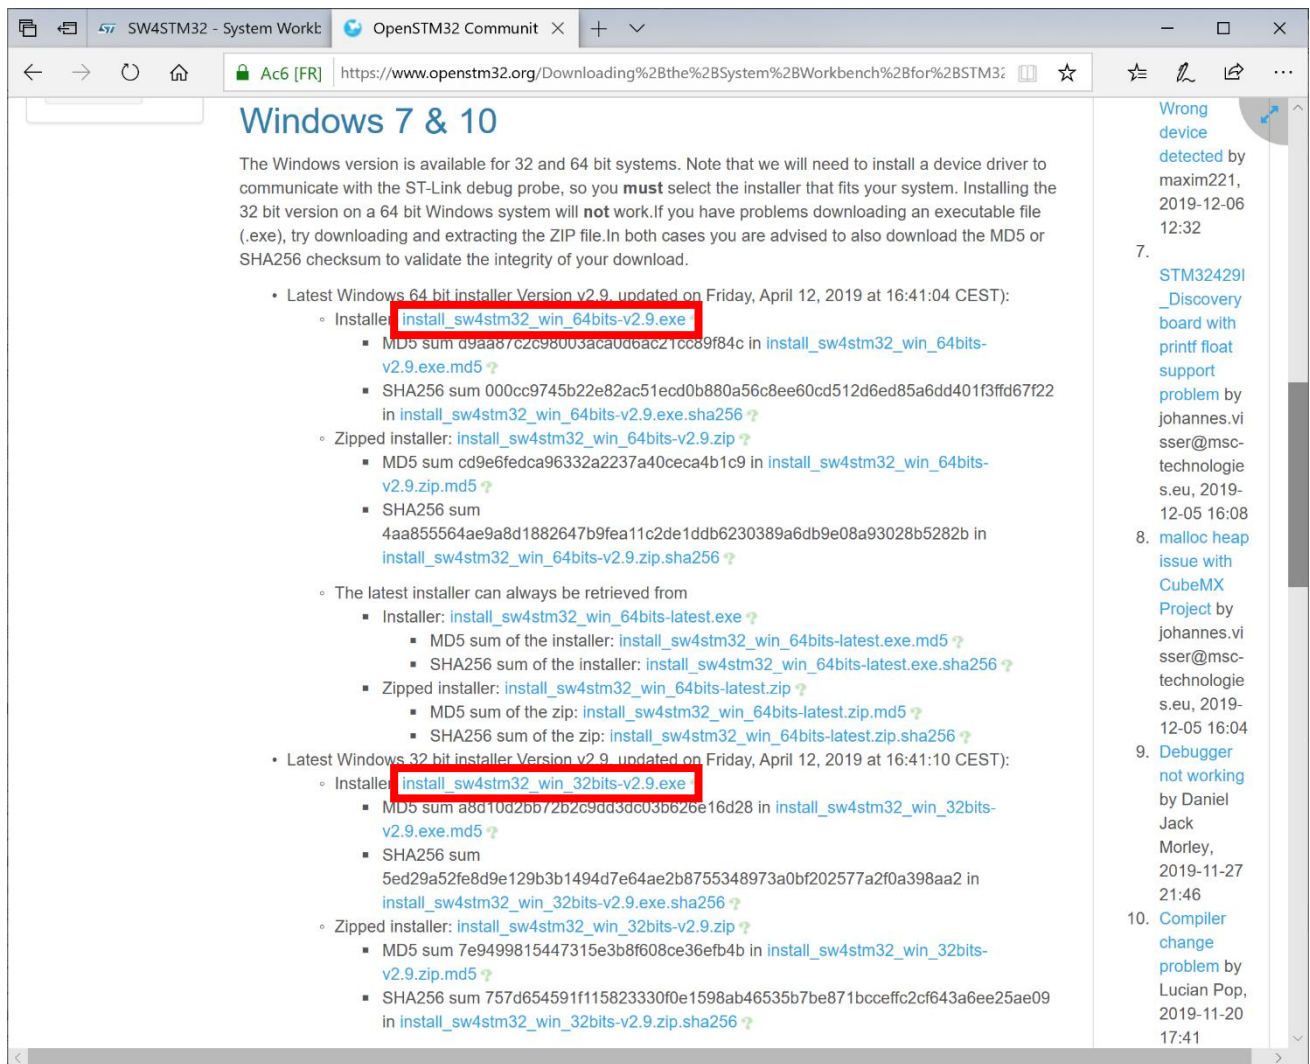 SW4STM32 - System Workb
OpenSTM32 Communit
Ac6 [FR]
https://www.openstm32.org/Downloading%2Bthe%2BSystem%2BWorkbench%2Bfor%2BSTM32
Windows 7 & 10
The Windows version is available for 32 and 64 bit systems. Note that we will need to install a device driver to
communicate with the ST-Link debug probe, so you must select the installer that fits your system. Installing the
32 bit version on a 64 bit Windows system will not work.If you have problems downloading an executable file
(.exe), try downloading and extracting the ZIP file.In both cases you are advised to also download the MD5 or
SHA256 checksum to validate the integrity of your download.
• Latest Windows 64 bit installer Version v2.9, updated on Friday, April 12, 2019 at 16:41:04 CEST):
◦ Installer install_sw4stm32_win_64bits-v2.9.exe
▪ MD5 sum d9aa87c2c98003aca0d6ac21cc89f84c in install_sw4stm32_win_64bits-
v2.9.exe.md5 ?
▪ SHA256 sum 000cc9745b22e82ac51ecd0b880a56c8ee60cd512d6ed85a6dd401f3ffd67f22
in install_sw4stm32_win_64bits-v2.9.exe.sha256 ?
◦ Zipped installer: install_sw4stm32_win_64bits-v2.9.zip ?
▪ MD5 sum cd9e6fedca96332a2237a40ceca4b1c9 in install_sw4stm32_win_64bits-
v2.9.zip.md5 ?
▪ SHA256 sum
4aa855564ae9a8d1882647b9fea11c2de1ddb6230389a6db9e08a93028b5282b in
install_sw4stm32_win_64bits-v2.9.zip.sha256 ?
◦ The latest installer can always be retrieved from
▪ Installer: install_sw4stm32_win_64bits-latest.exe ?
▪ MD5 sum of the installer: install_sw4stm32_win_64bits-latest.exe.md5 ?
▪ SHA256 sum of the installer: install_sw4stm32_win_64bits-latest.exe.sha256 ?
▪ Zipped installer: install_sw4stm32_win_64bits-latest.zip ?
▪ MD5 sum of the zip: install_sw4stm32_win_64bits-latest.zip.md5 ?
▪ SHA256 sum of the zip: install_sw4stm32_win_64bits-latest.zip.sha256 ?
• Latest Windows 32 bit installer Version v2.9, updated on Friday, April 12, 2019 at 16:41:10 CEST):
◦ Installer install_sw4stm32_win_32bits-v2.9.exe
▪ MD5 sum a8d10d2bb72b2c9dd3dc03b626e16d28 in install_sw4stm32_win_32bits-
v2.9.exe.md5 ?
▪ SHA256 sum
5ed29a52fe8d9e129b3b1494d7e64ae2b8755348973a0bf202577a2f0a398aa2 in
install_sw4stm32_win_32bits-v2.9.exe.sha256 ?
◦ Zipped installer: install_sw4stm32_win_32bits-v2.9.zip ?
▪ MD5 sum 7e9499815447315e3b8f608ce36efb4b in install_sw4stm32_win_32bits-
v2.9.zip.md5 ?
▪ SHA256 sum 757d654591f115823330f0e1598ab46535b7be871bcceffc2cf643a6ee25ae09
in install_sw4stm32_win_32bits-v2.9.zip.sha256 ?
Wrong
device
detected by
maxim221,
2019-12-06
12:32
7.
STM32429I
_Discovery
board with
printf float
support
problem by
johannes.vi
sser@msc-
technologie
s.eu, 2019-
12-05 16:08
8. malloc heap
issue with
CubeMX
Project by
johannes.vi
sser@msc-
technologie
s.eu, 2019-
12-05 16:04
9. Debugger
not working
by Daniel
Jack
Morley,
2019-11-27
21:46
10. Compiler
change
problem by
Lucian Pop,
2019-11-20
17:41